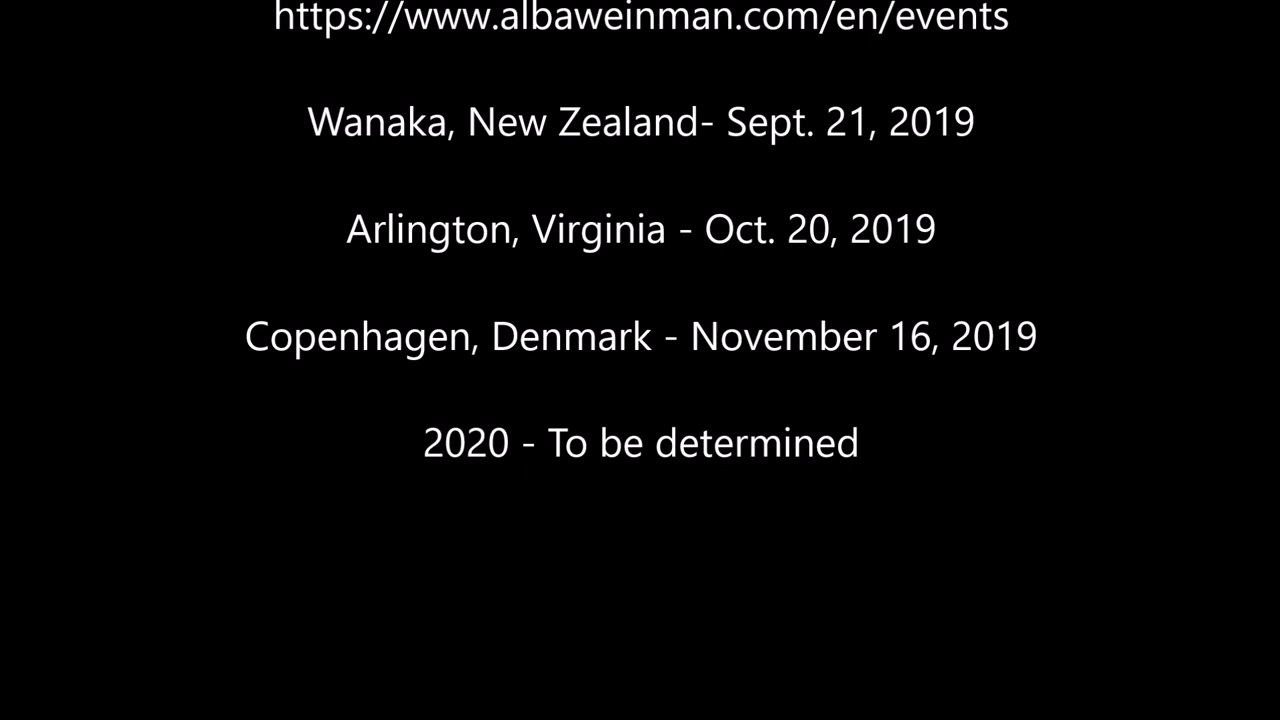 https://www.albaweinman.com/en/events
Wanaka, New Zealand- Sept. 21, 2019
Arlington, Virginia - Oct. 20, 2019
Copenhagen, Denmark - November 16, 2019
2020 - To be determined